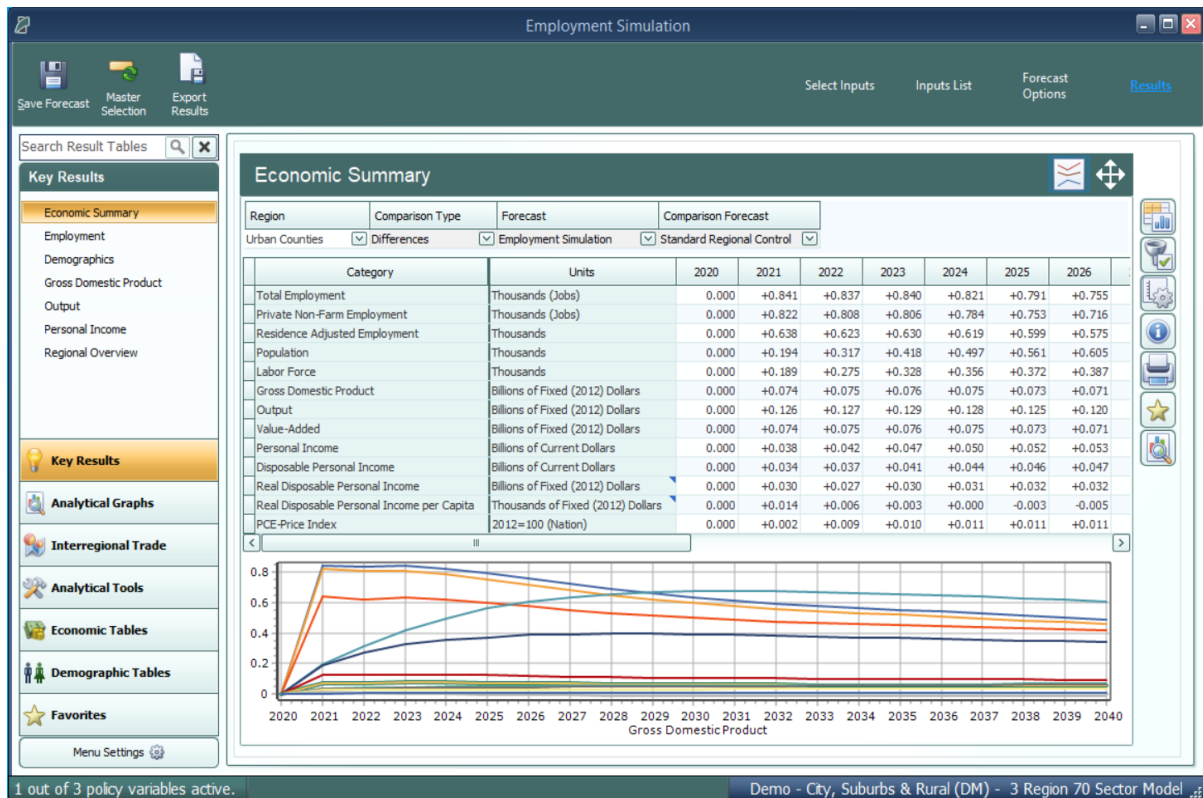 Employment Simulation
Save Forecast
Master Selection
Export Results
Select Inputs
Inputs List
Forecast Options
Results
Search Result Tables
Key Results
Economic Summary
Employment
Demographics
Gross Domestic Product
Output
Personal Income
Regional Overview
Key Results
Analytical Graphs
Interregional Trade
Analytical Tools
Economic Tables
Demographic Tables
Favorites
Menu Settings
Economic Summary
Region Comparison Type Forecast Comparison Forecast
Urban Counties Differences Employment Simulation Standard Regional Control
Category Units 2020 2021 2022 2023 2024 2025 2026
Total Employment Thousands (Jobs) 0.000 +0.841 +0.837 +0.840 +0.821 +0.791 +0.755
Private Non-Farm Employment Thousands (Jobs) 0.000 +0.822 +0.808 +0.806 +0.784 +0.753 +0.716
Residence Adjusted Employment Thousands 0.000 +0.638 +0.623 +0.630 +0.619 +0.599 +0.575
Population Thousands 0.000 +0.194 +0.317 +0.418 +0.497 +0.561 +0.605
Labor Force Thousands 0.000 +0.189 +0.275 +0.328 +0.356 +0.372 +0.387
Gross Domestic Product Billions of Fixed (2012) Dollars 0.000 +0.074 +0.075 +0.076 +0.075 +0.073 +0.071
Output Billions of Fixed (2012) Dollars 0.000 +0.126 +0.127 +0.129 +0.128 +0.125 +0.120
Value-Added Billions of Fixed (2012) Dollars 0.000 +0.074 +0.075 +0.076 +0.075 +0.073 +0.071
Personal Income Billions of Current Dollars 0.000 +0.038 +0.042 +0.047 +0.050 +0.052 +0.053
Disposable Personal Income Billions of Current Dollars 0.000 +0.034 +0.037 +0.041 +0.044 +0.046 +0.047
Real Disposable Personal Income Billions of Fixed (2012) Dollars 0.000 +0.030 +0.027 +0.030 +0.031 +0.032 +0.032
Real Disposable Personal Income per Capita Thousands of Fixed (2012) Dollars 0.000 +0.014 +0.006 +0.003 +0.000 -0.003 -0.005
PCE-Price Index 2012=100 (Nation) 0.000 +0.002 +0.009 +0.010 +0.011 +0.011 +0.011
0.8
0.6
0.4
0.2
0
2020 2021 2022 2023 2024 2025 2026 2027 2028 2029 2030 2031 2032 2033 2034 2035 2036 2037 2038 2039 2040
Gross Domestic Product
1 out of 3 policy variables active.
Demo - City, Suburbs & Rural (DM) - 3 Region 70 Sector Model